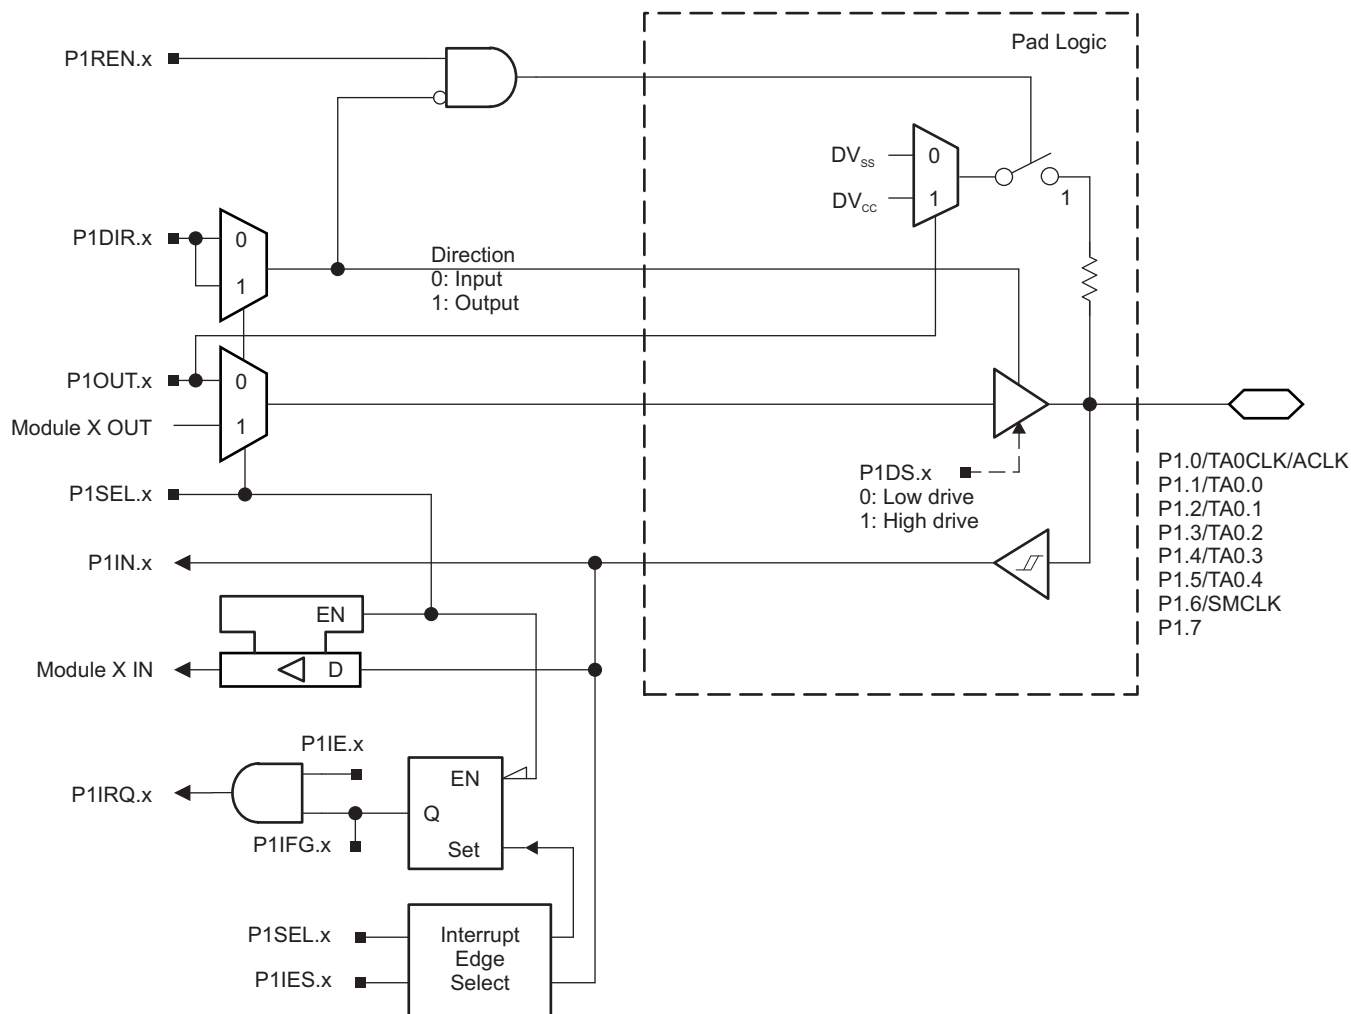 Pad Logic
P1REN.x
DVSS
0
DVCC
1
1
P1DIR.x
0
1
Direction
0: Input
1: Output
P1OUT.x
0
Module X OUT
1
P1SEL.x
P1DS.x
0: Low drive
1: High drive
P1.0/TA0CLK/ACLK
P1.1/TA0.0
P1.2/TA0.1
P1.3/TA0.2
P1.4/TA0.3
P1.5/TA0.4
P1.6/SMCLK
P1.7
P1IN.x
EN
Module X IN
D
P1IE.x
P1IRQ.x
P1IFG.x
EN
Q
Set
P1SEL.x
P1IES.x
Interrupt
Edge
Select